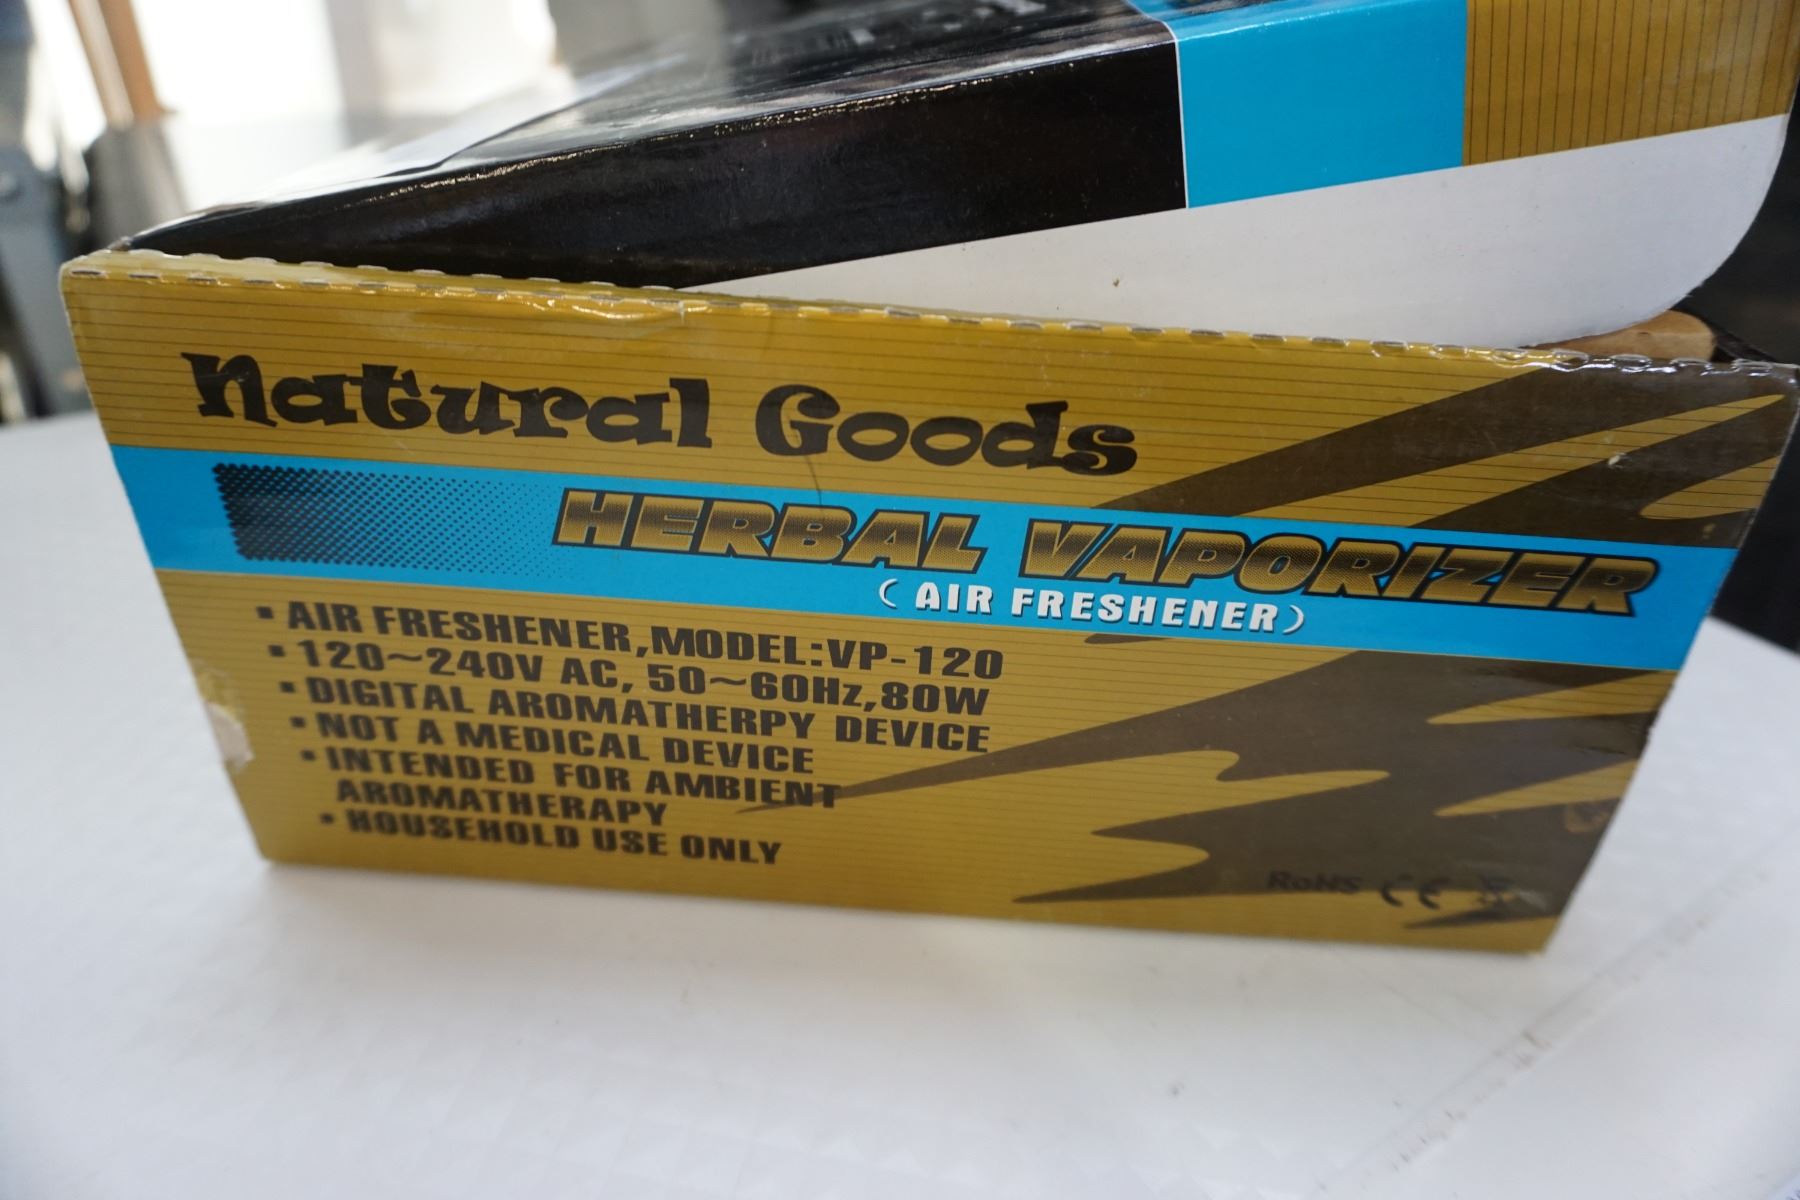 Natural Goods
HERBAL VAPORIZER
(AIR FRESHENER)
▪ AIR FRESHENER,MODEL:VP-120
▪ 120~240V AC, 50~60Hz,80W
▪ DIGITAL AROMATHERPY DEVICE
▪ NOT A MEDICAL DEVICE
▪ INTENDED FOR AMBIENT
AROMATHERAPY
▪ HOUSEHOLD USE ONLY
RoHS CE